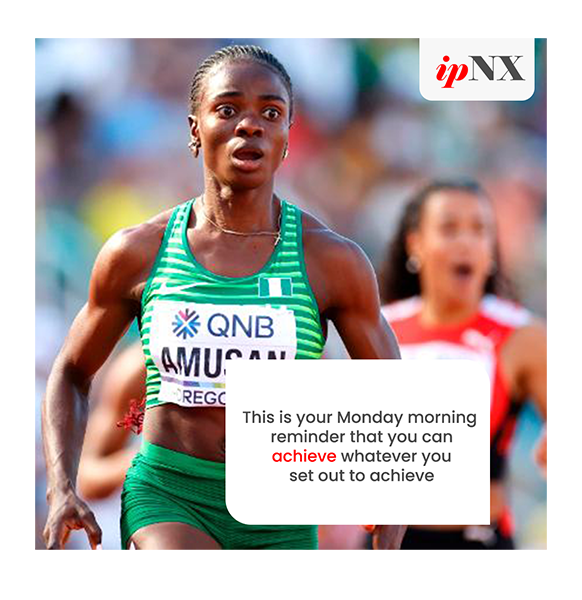 ipNX
QNB
AMUSAN
OREGO
This is your Monday morning
reminder that you can
achieve whatever you
set out to achieve